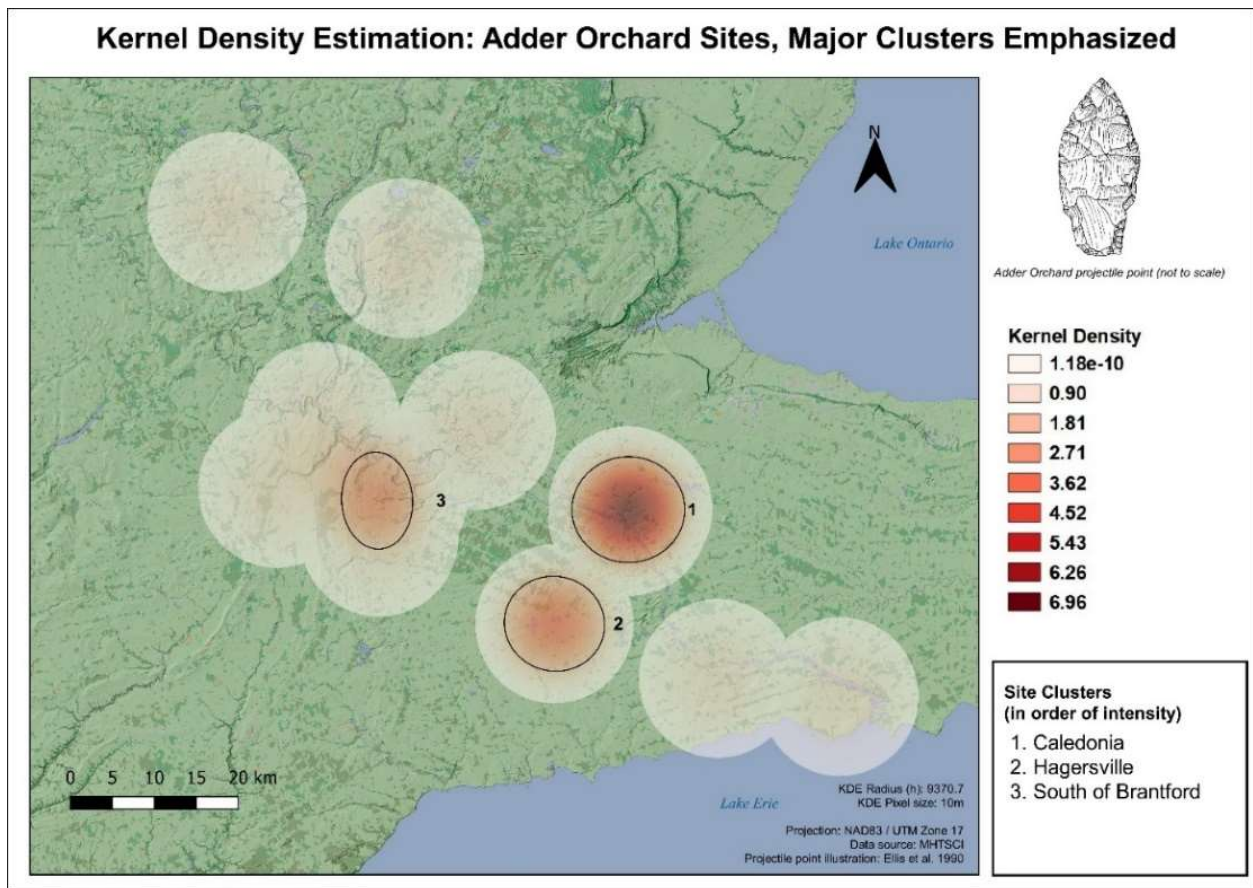 Kernel Density Estimation: Adder Orchard Sites, Major Clusters Emphasized
N
Lake Ontario
Adder Orchard projectile point (not to scale)
Kernel Density
1.18e-10
0.90
1.81
2.71
3.62
4.52
5.43
6.26
6.96
1
2
3
0 5 10 15 20 km
Lake Erie
KDE Radius (h): 9370.7
KDE Pixel size: 10m
Projection: NAD83 / UTM Zone 17
Data source: MHTSCI
Projectile point illustration: Ellis et al. 1990
Site Clusters
(in order of intensity)
1. Caledonia
2. Hagersville
3. South of Brantford